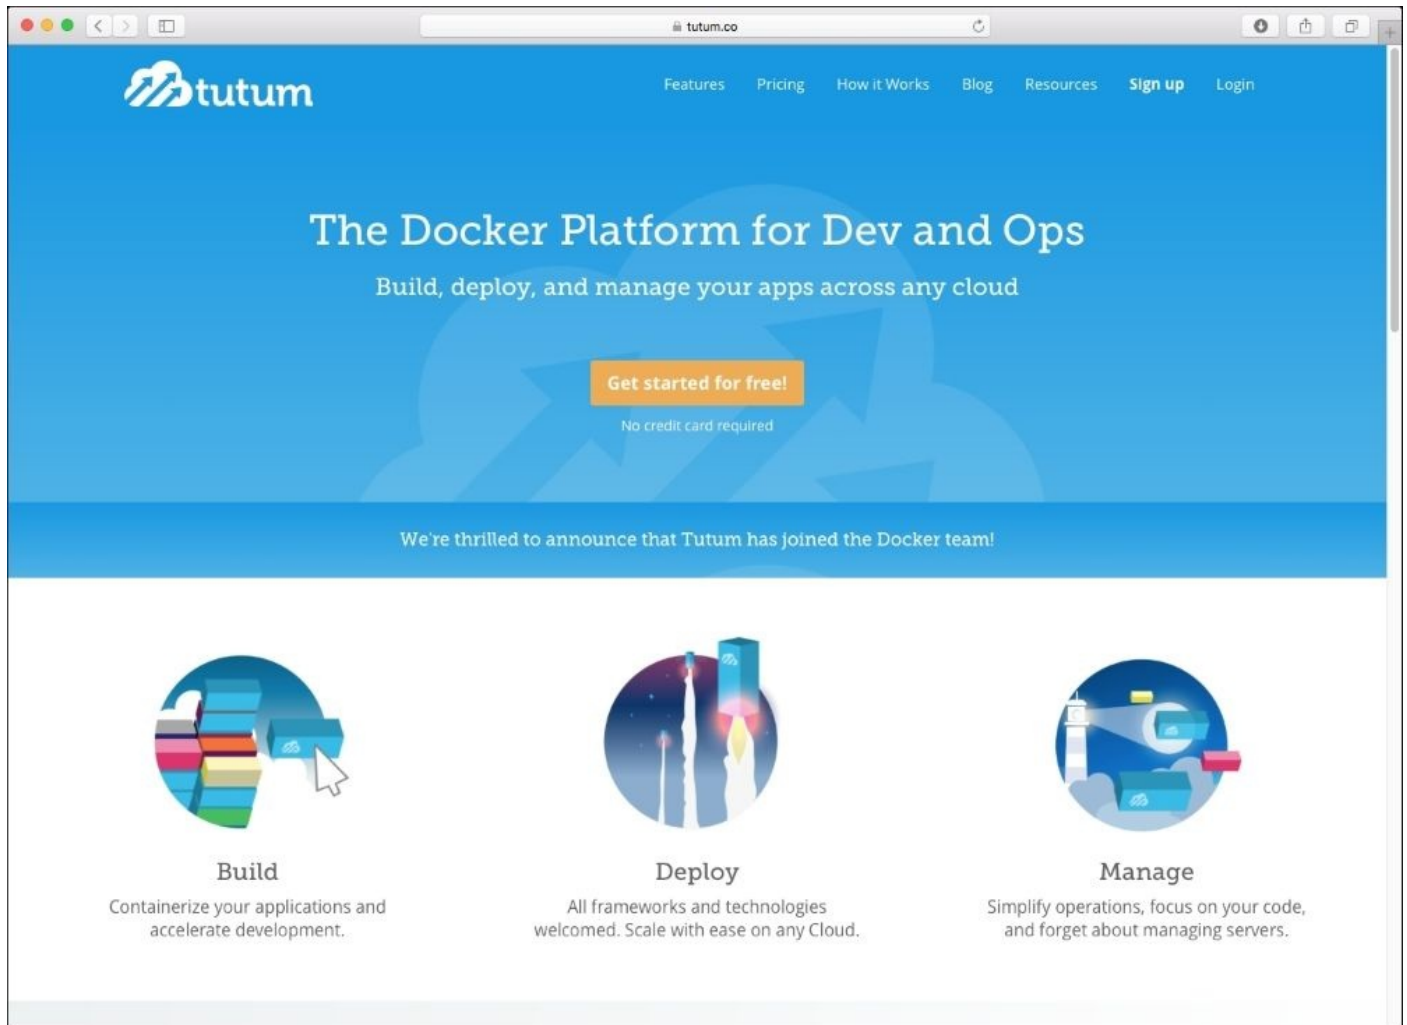 tutum.co
tutum
Features Pricing How it Works Blog Resources Sign up Login
The Docker Platform for Dev and Ops
Build, deploy, and manage your apps across any cloud
Get started for free!
No credit card required
We're thrilled to announce that Tutum has joined the Docker team!
Build
Containerize your applications and
accelerate development.
Deploy
All frameworks and technologies
welcomed. Scale with ease on any Cloud.
Manage
Simplify operations, focus on your code,
and forget about managing servers.